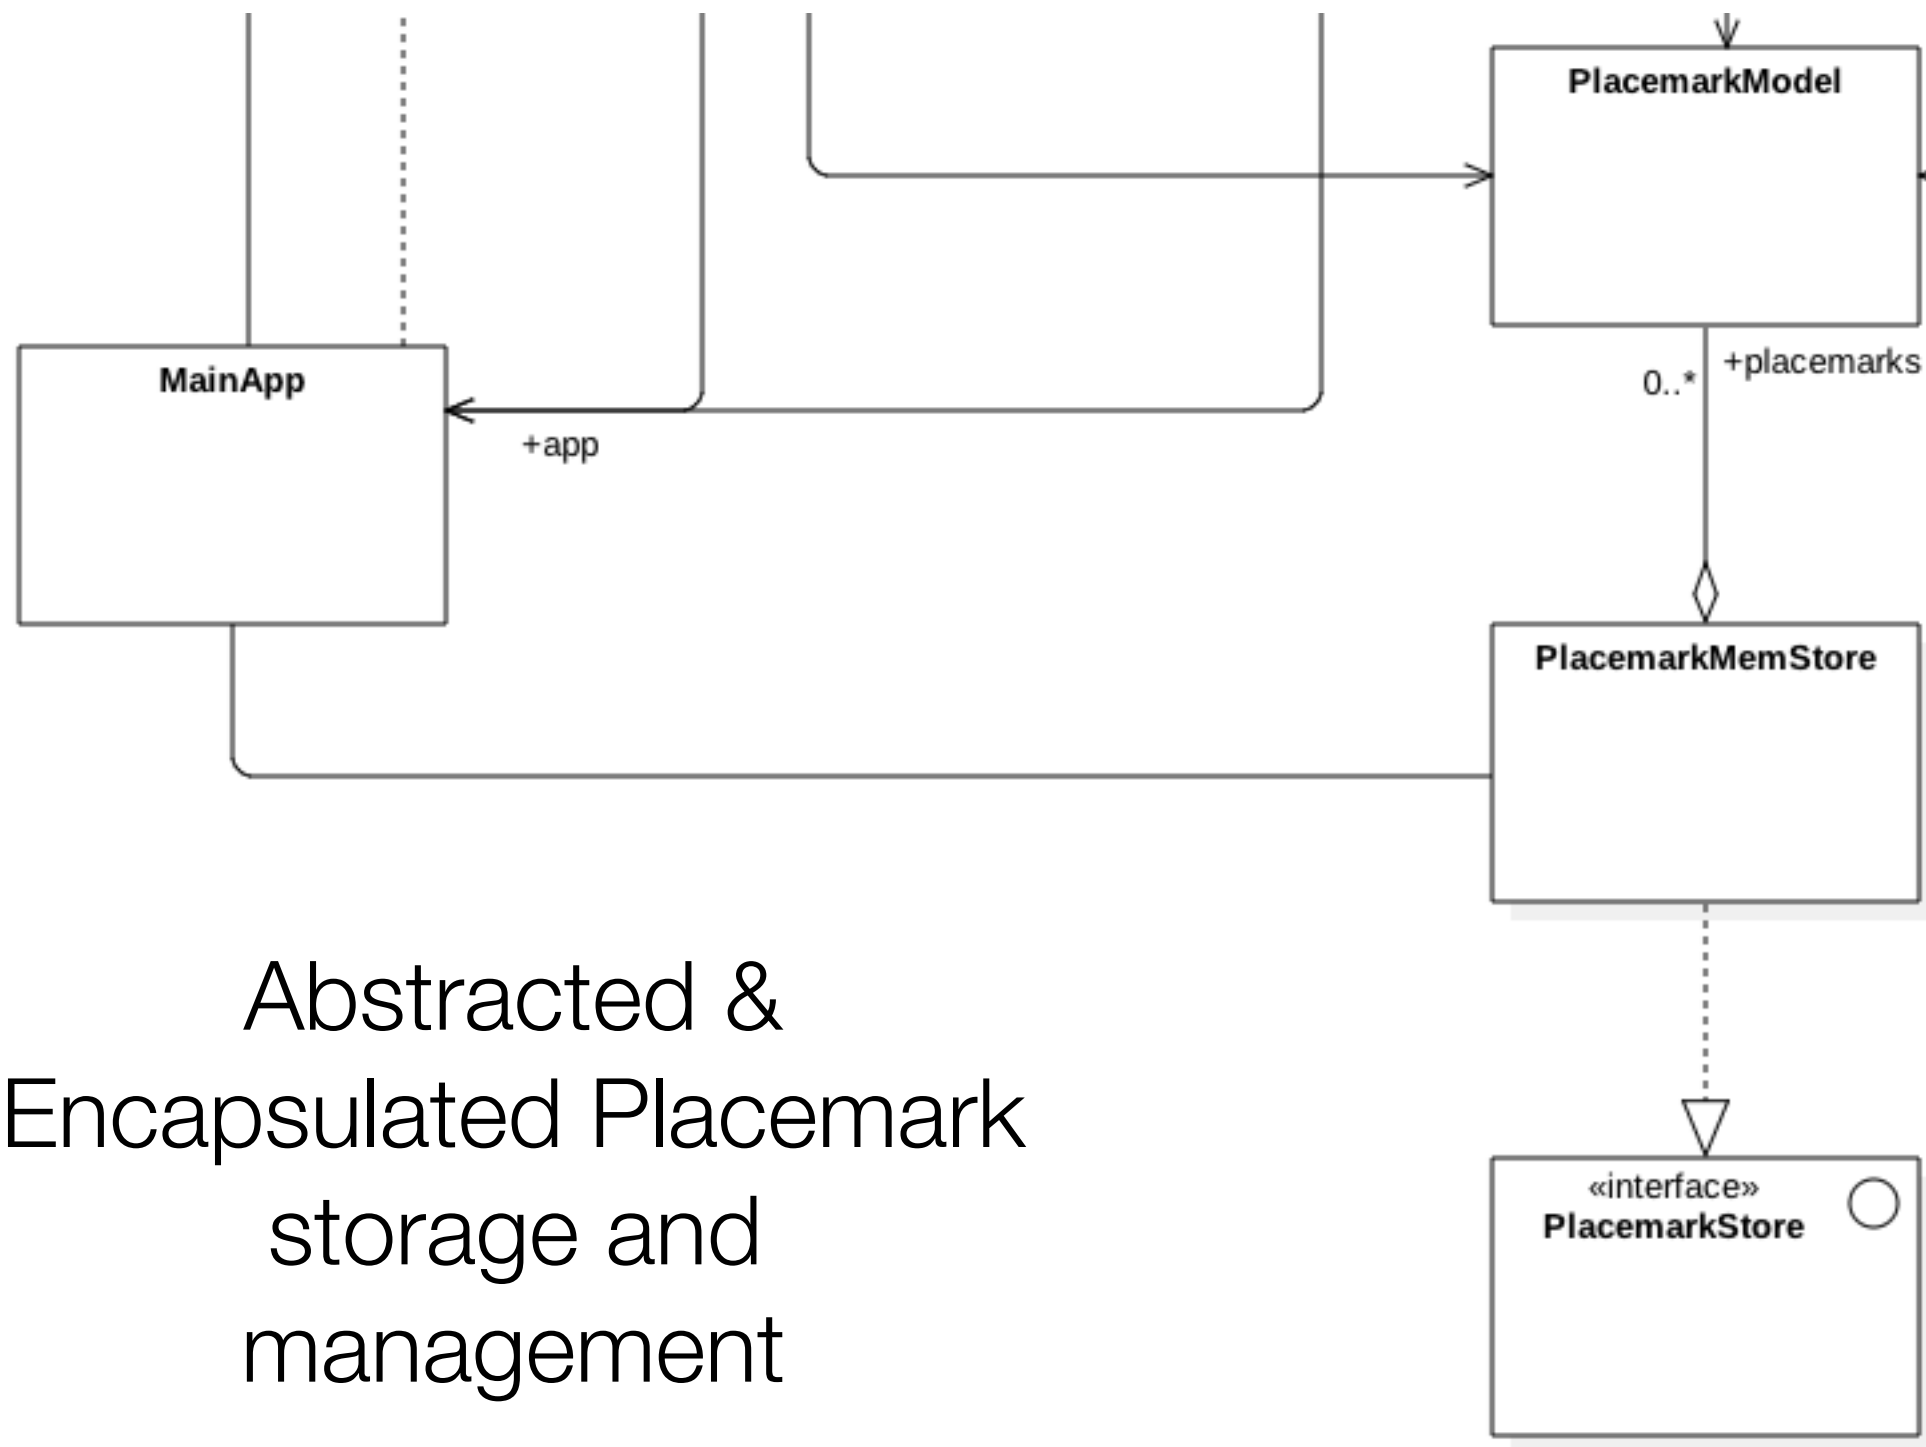 PlacemarkModel
MainApp
+placemarks
0..*
+app
PlacemarkMemStore
Abstracted &
Encapsulated Placemark
storage and
management
«interface»
PlacemarkStore